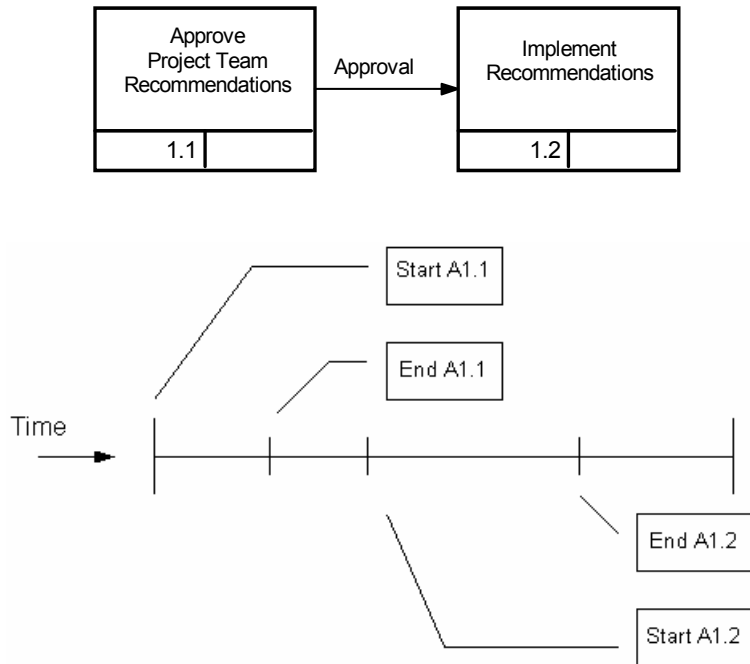 Approve
Project Team
Recommendations
1.1
Approval
Implement
Recommendations
1.2
Start A1.1
End A1.1
Time
End A1.2
Start A1.2